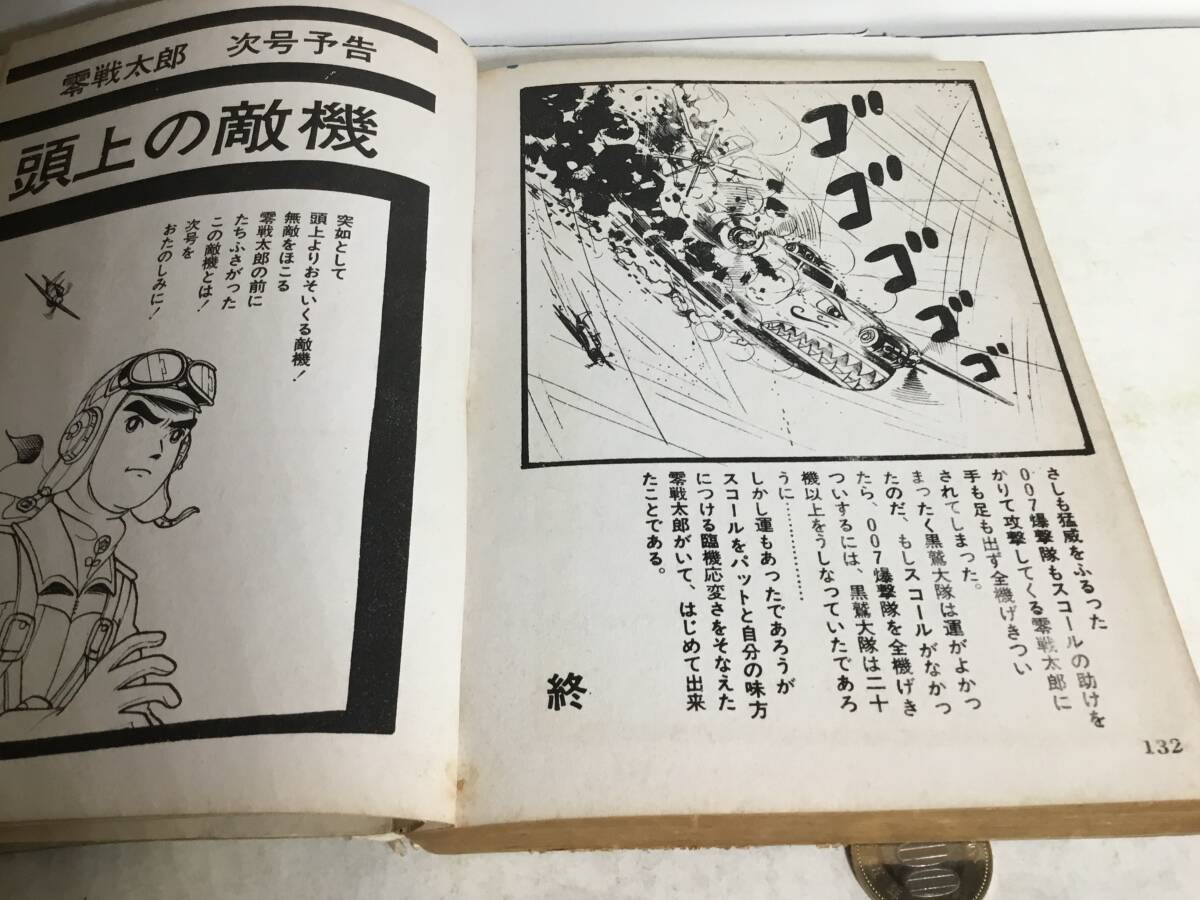 ゴゴゴゴゴ
さしも猛威をふるった
007爆撃隊もスコールの助けを
かりて攻撃してくる零戦太郎に
手も足も出ず全機げきつい
されてしまった。
まったく黒鷲大隊は運がよかっ
たのだ、もしスコールがなかっ
たら、007爆撃隊を全機げき
ついするには、黒鷲大隊は二十
機以上をうしなっていたであろ
うに…………………
しかし運もあったであろうが
スコールをパットと自分の味方
につける臨機応変さをそなえた
零戦太郎がいて、はじめて出来
たことである。
終
132
零戦太郎 次号予告
頭上の敵機
突如として
頭上よりおそいくる敵機!
無敵をほこる
零戦太郎の前に
たちふさがった
この敵機とは!
次号を
おたのしみに!